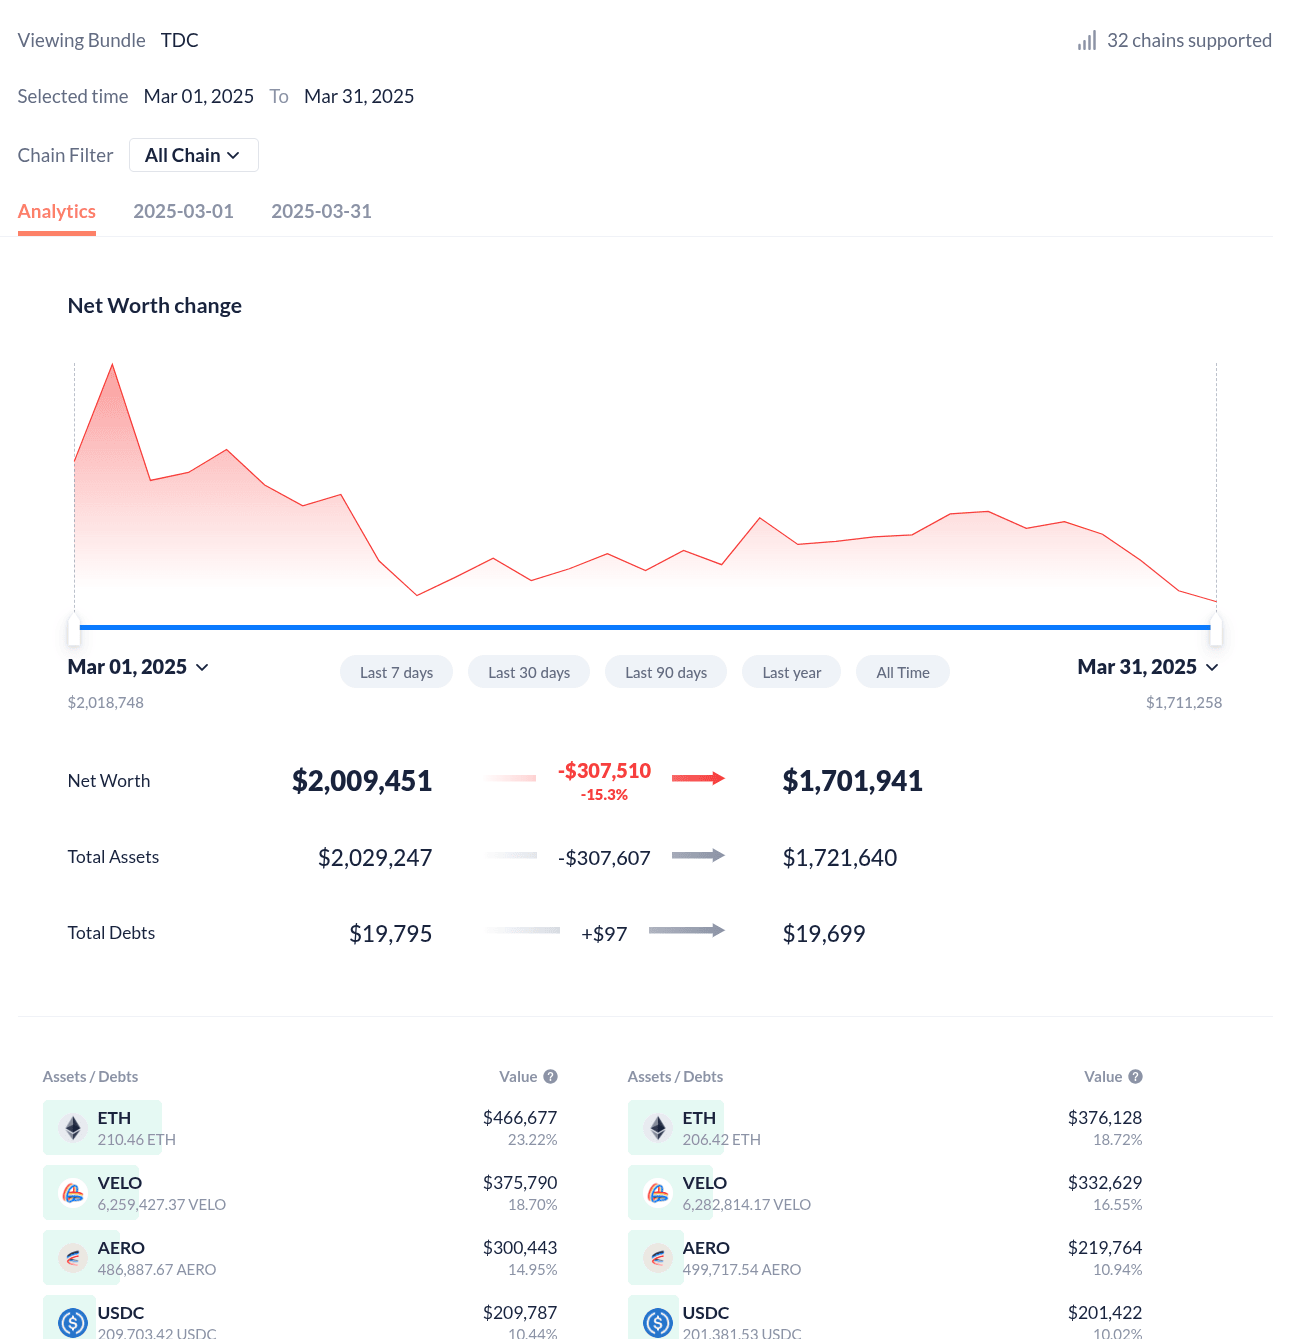 Viewing Bundle TDC
32 chains supported
Selected time Mar 01, 2025 To Mar 31, 2025
Chain Filter All Chain
Analytics 2025-03-01 2025-03-31
Net Worth change
Mar 01, 2025 Last 7 days Last 30 days Last 90 days Last year All Time Mar 31, 2025
$2,018,748 $1,711,258
Net Worth $2,009,451 -$307,510 $1,701,941
-15.3%
Total Assets $2,029,247 -$307,607 $1,721,640
Total Debts $19,795 +$97 $19,699
Assets / Debts Value ? Assets / Debts Value ?
ETH $466,677 ETH $376,128
210.46 ETH 23.22% 206.42 ETH 18.72%
VELO $375,790 VELO $332,629
6,259,427.37 VELO 18.70% 6,282,814.17 VELO 16.55%
AERO $300,443 AERO $219,764
486,887.67 AERO 14.95% 499,717.54 AERO 10.94%
USDC $209,787 USDC $201,422
209,703.42 USDC 10.44% 201,381.53 USDC 10.02%